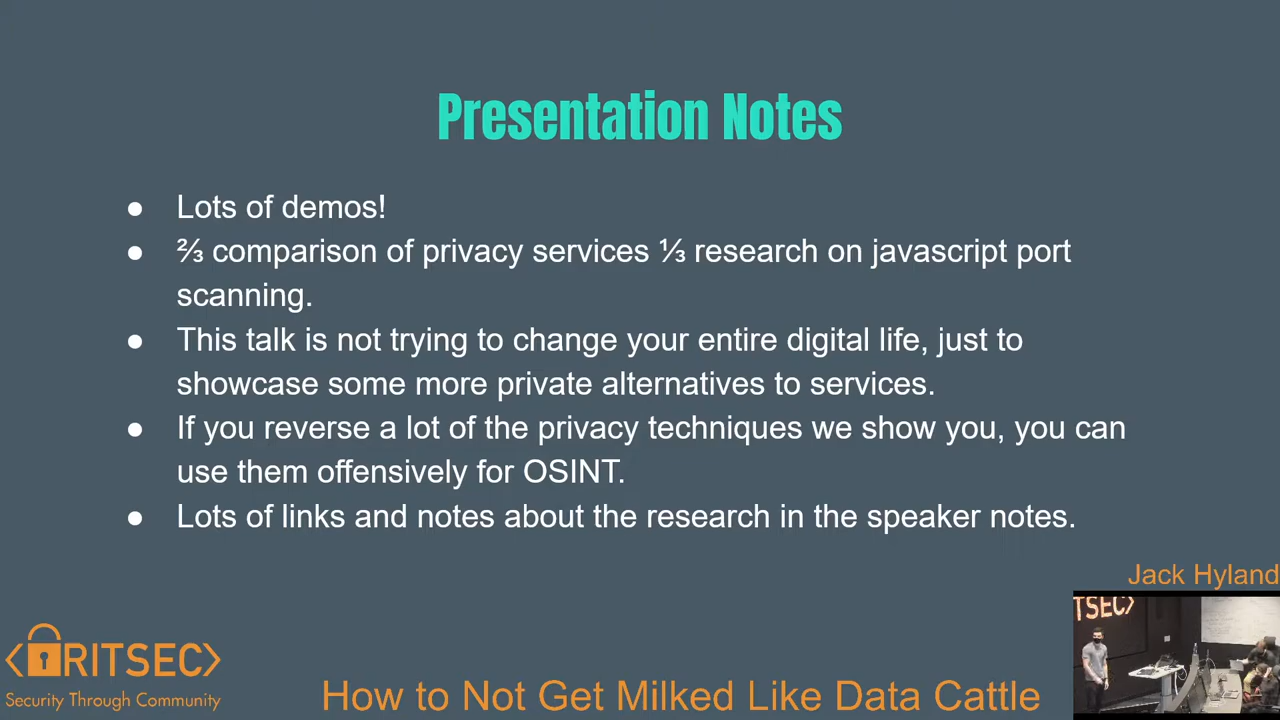 Presentation Notes
● Lots of demos!
● ⅔ comparison of privacy services ⅓ research on javascript port
scanning.
● This talk is not trying to change your entire digital life, just to
showcase some more private alternatives to services.
● If you reverse a lot of the privacy techniques we show you, you can
use them offensively for OSINT.
● Lots of links and notes about the research in the speaker notes.
Jack Hyland
ITSEC>
<RITSEC>
Security Through Community
How to Not Get Milked Like Data Cattle